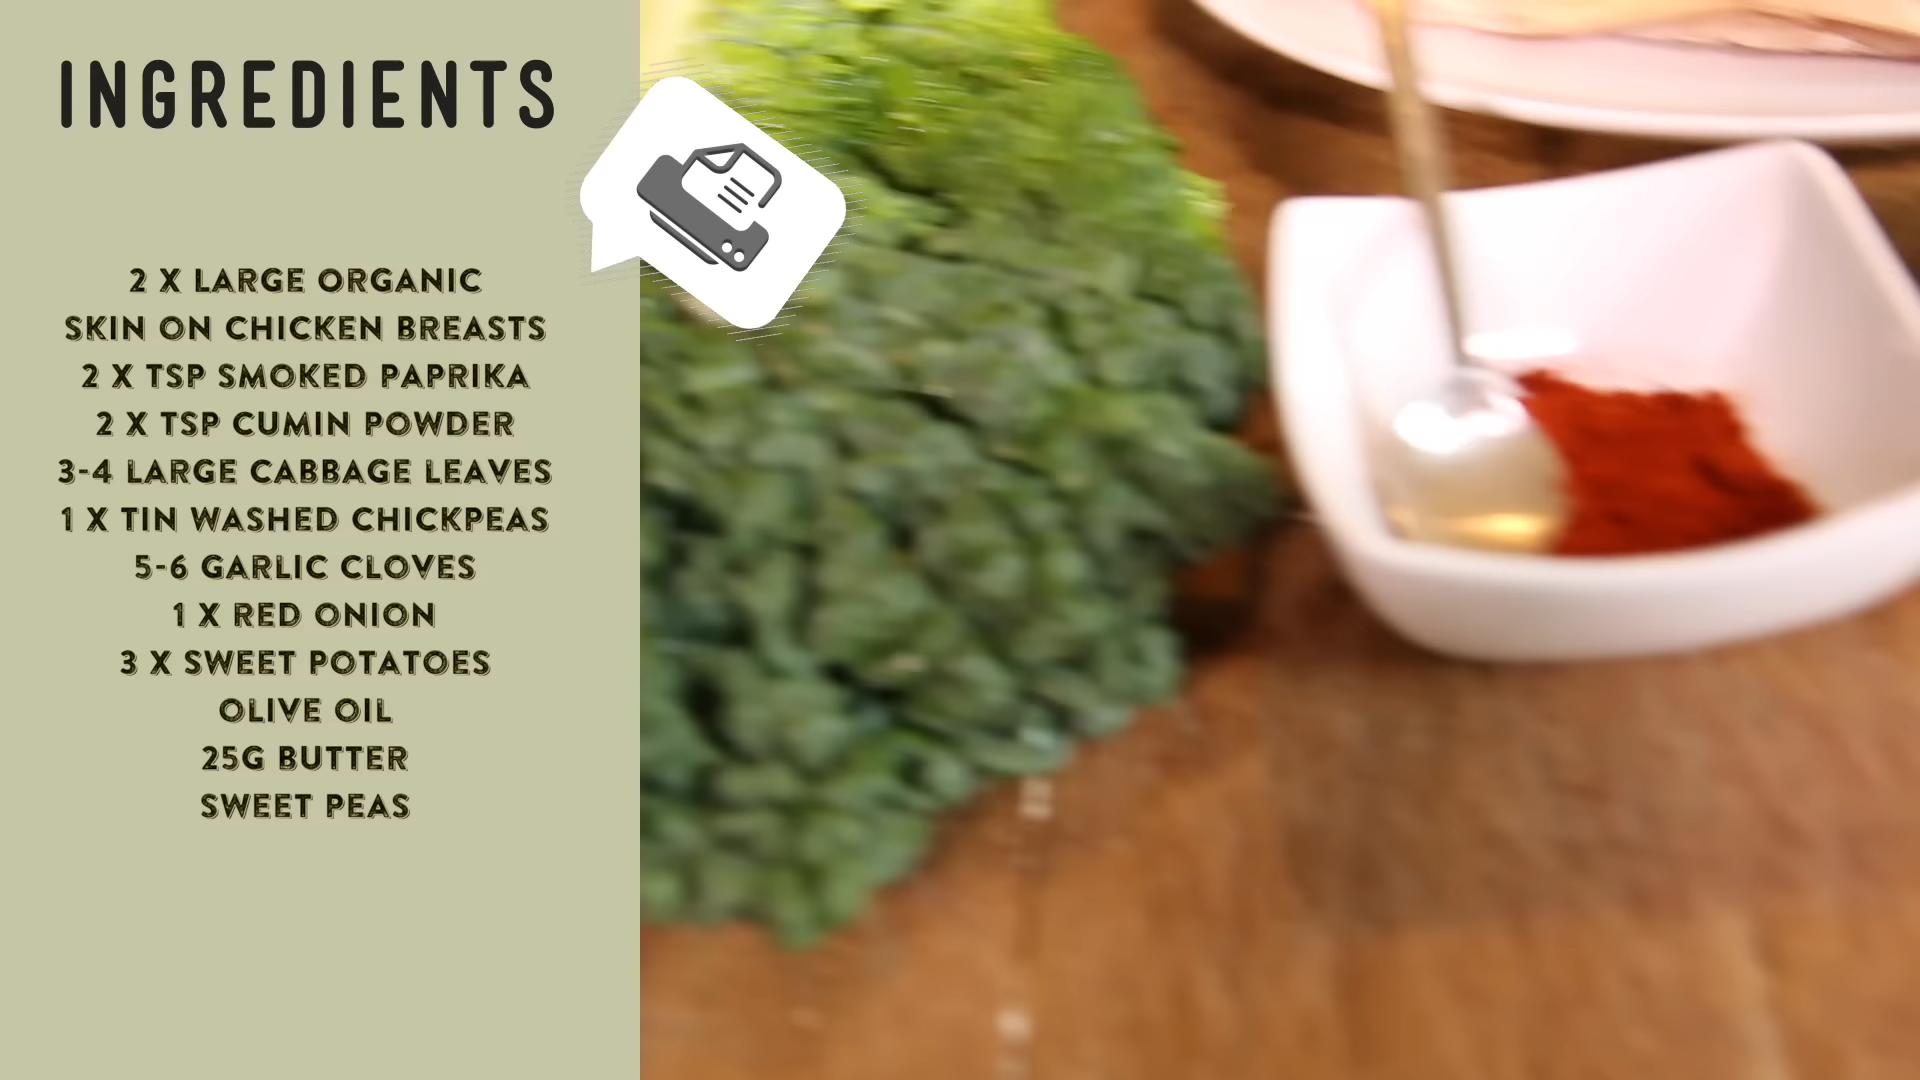 INGREDIENTS
2 X LARGE ORGANIC
SKIN ON CHICKEN BREASTS
2 X TSP SMOKED PAPRIKA
2 X TSP CUMIN POWDER
3-4 LARGE CABBAGE LEAVES
1 X TIN WASHED CHICKPEAS
5-6 GARLIC CLOVES
1 X RED ONION
3 X SWEET POTATOES
OLIVE OIL
25G BUTTER
SWEET PEAS